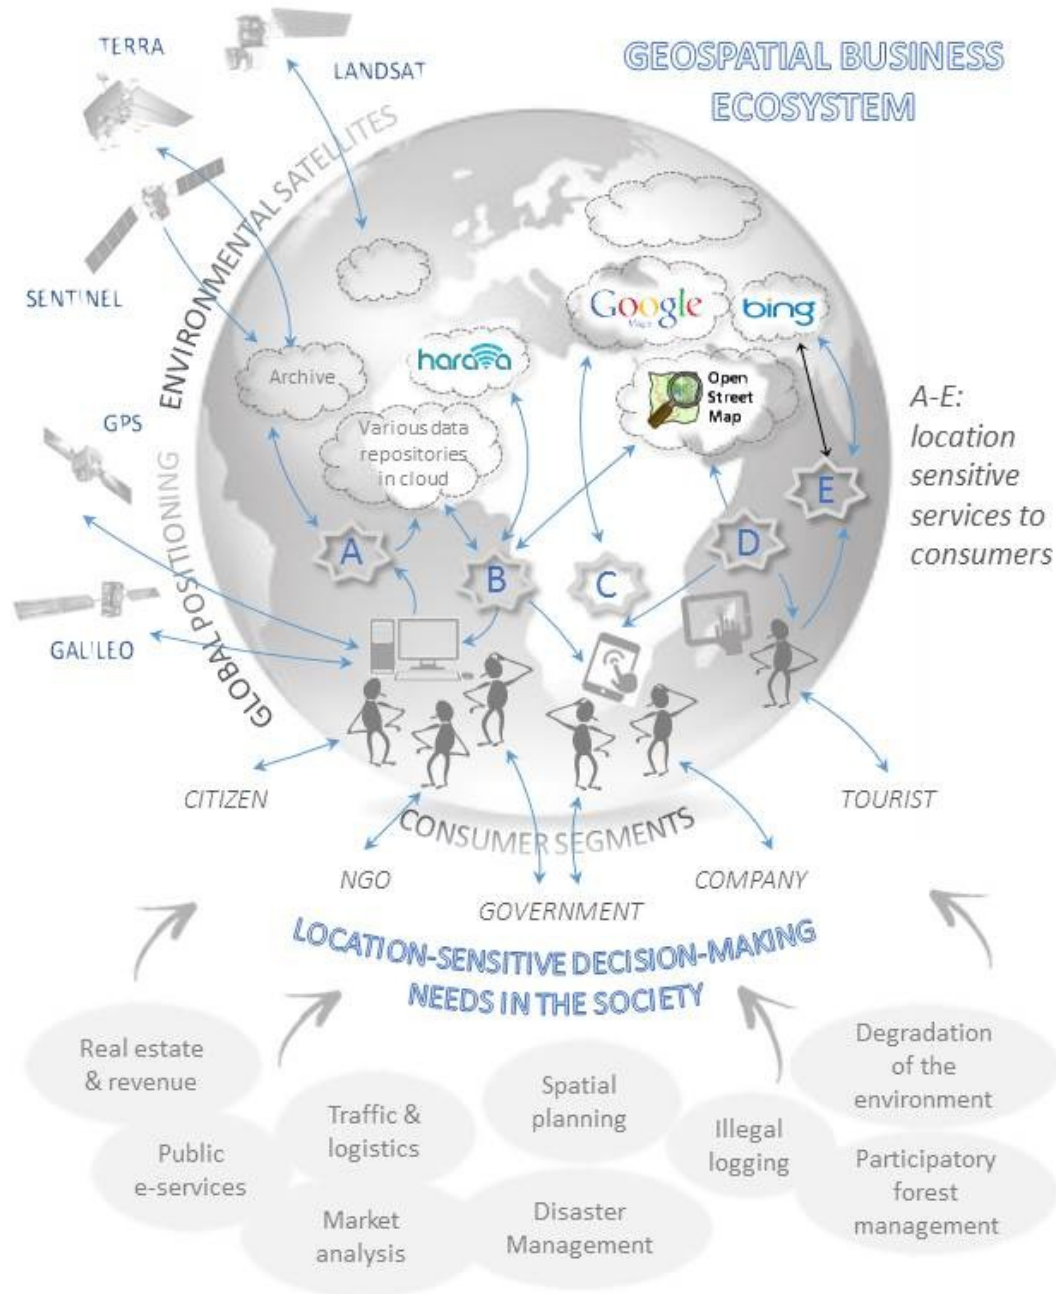 TERRA
LANDSAT
GEOSPATIAL BUSINESS
ECOSYSTEM
ENVIRONMENTAL SATELLITES
SENTINEL
Google
Maps
bing
harava
Archive
Open
Street
Map
Various data
repositories
in cloud
GPS
A-E:
location
sensitive
services to
consumers
GLOBAL POSITIONING
A
B
C
D
E
GALILEO
CITIZEN
TOURIST
CONSUMER SEGMENTS
NGO
COMPANY
GOVERNMENT
LOCATION-SENSITIVE DECISION-MAKING
NEEDS IN THE SOCIETY
Real estate
& revenue
Public
e-services
Traffic &
logistics
Market
analysis
Spatial
planning
Disaster
Management
Illegal
logging
Degradation
of the
environment
Participatory
forest
management